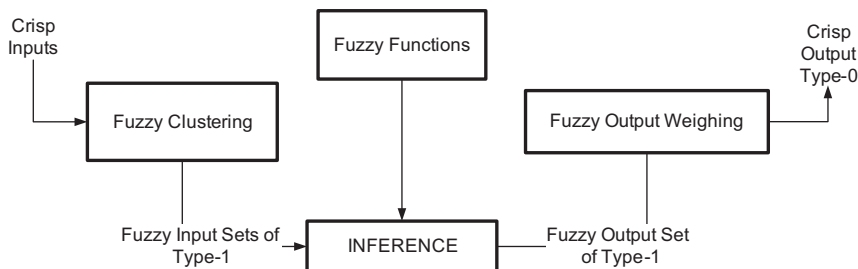 Crisp
Inputs
Fuzzy Clustering
Fuzzy Input Sets of
Type-1
Fuzzy Functions
INFERENCE
Fuzzy Output Set
of Type-1
Fuzzy Output Weighing
Crisp
Output
Type-0